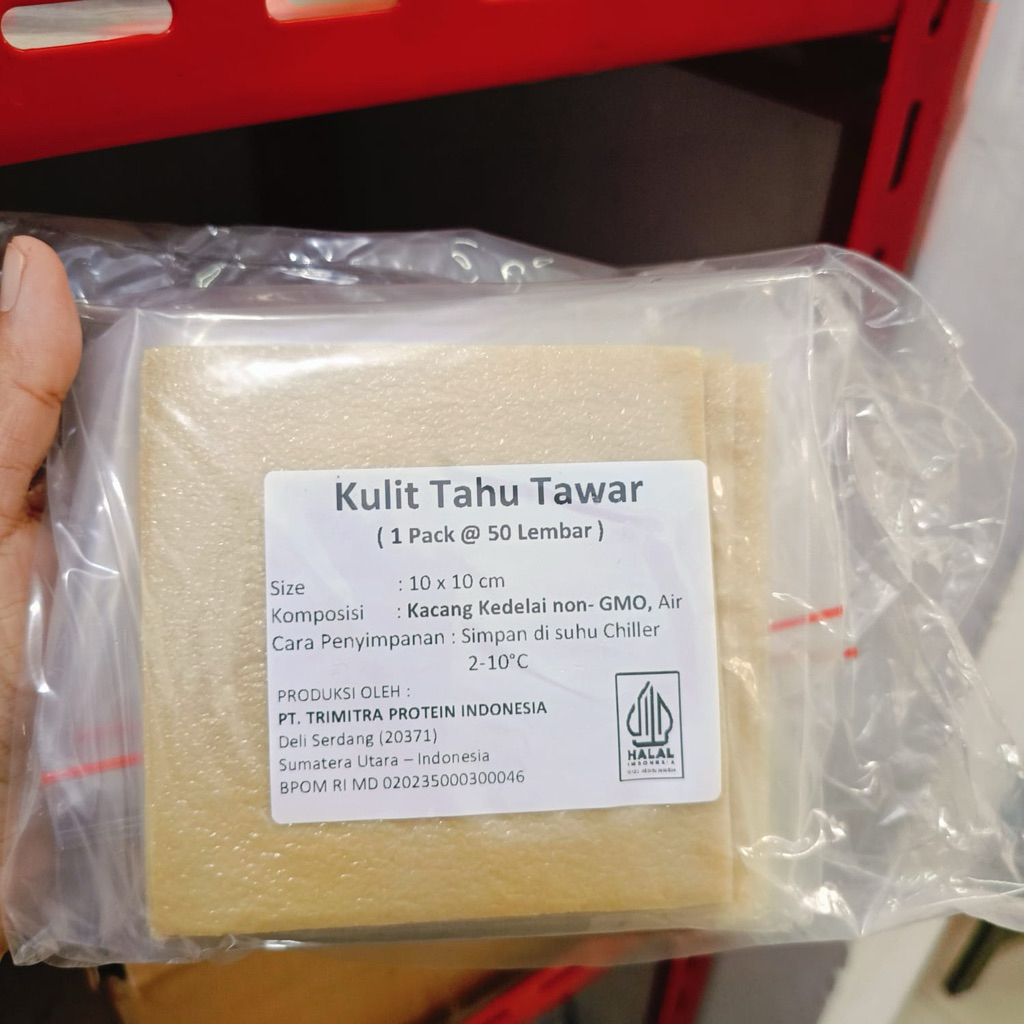 Kulit Tahu Tawar
( 1 Pack @ 50 Lembar )
Size : 10 x 10 cm
Komposisi : Kacang Kedelai non- GMO, Air
Cara Penyimpanan : Simpan di suhu Chiller
2-10°C
PRODUKSI OLEH :
PT. TRIMITRA PROTEIN INDONESIA
Deli Serdang (20371)
Sumatera Utara – Indonesia
BPOM RI MD 020235000300046
HALAL
INDONESIA